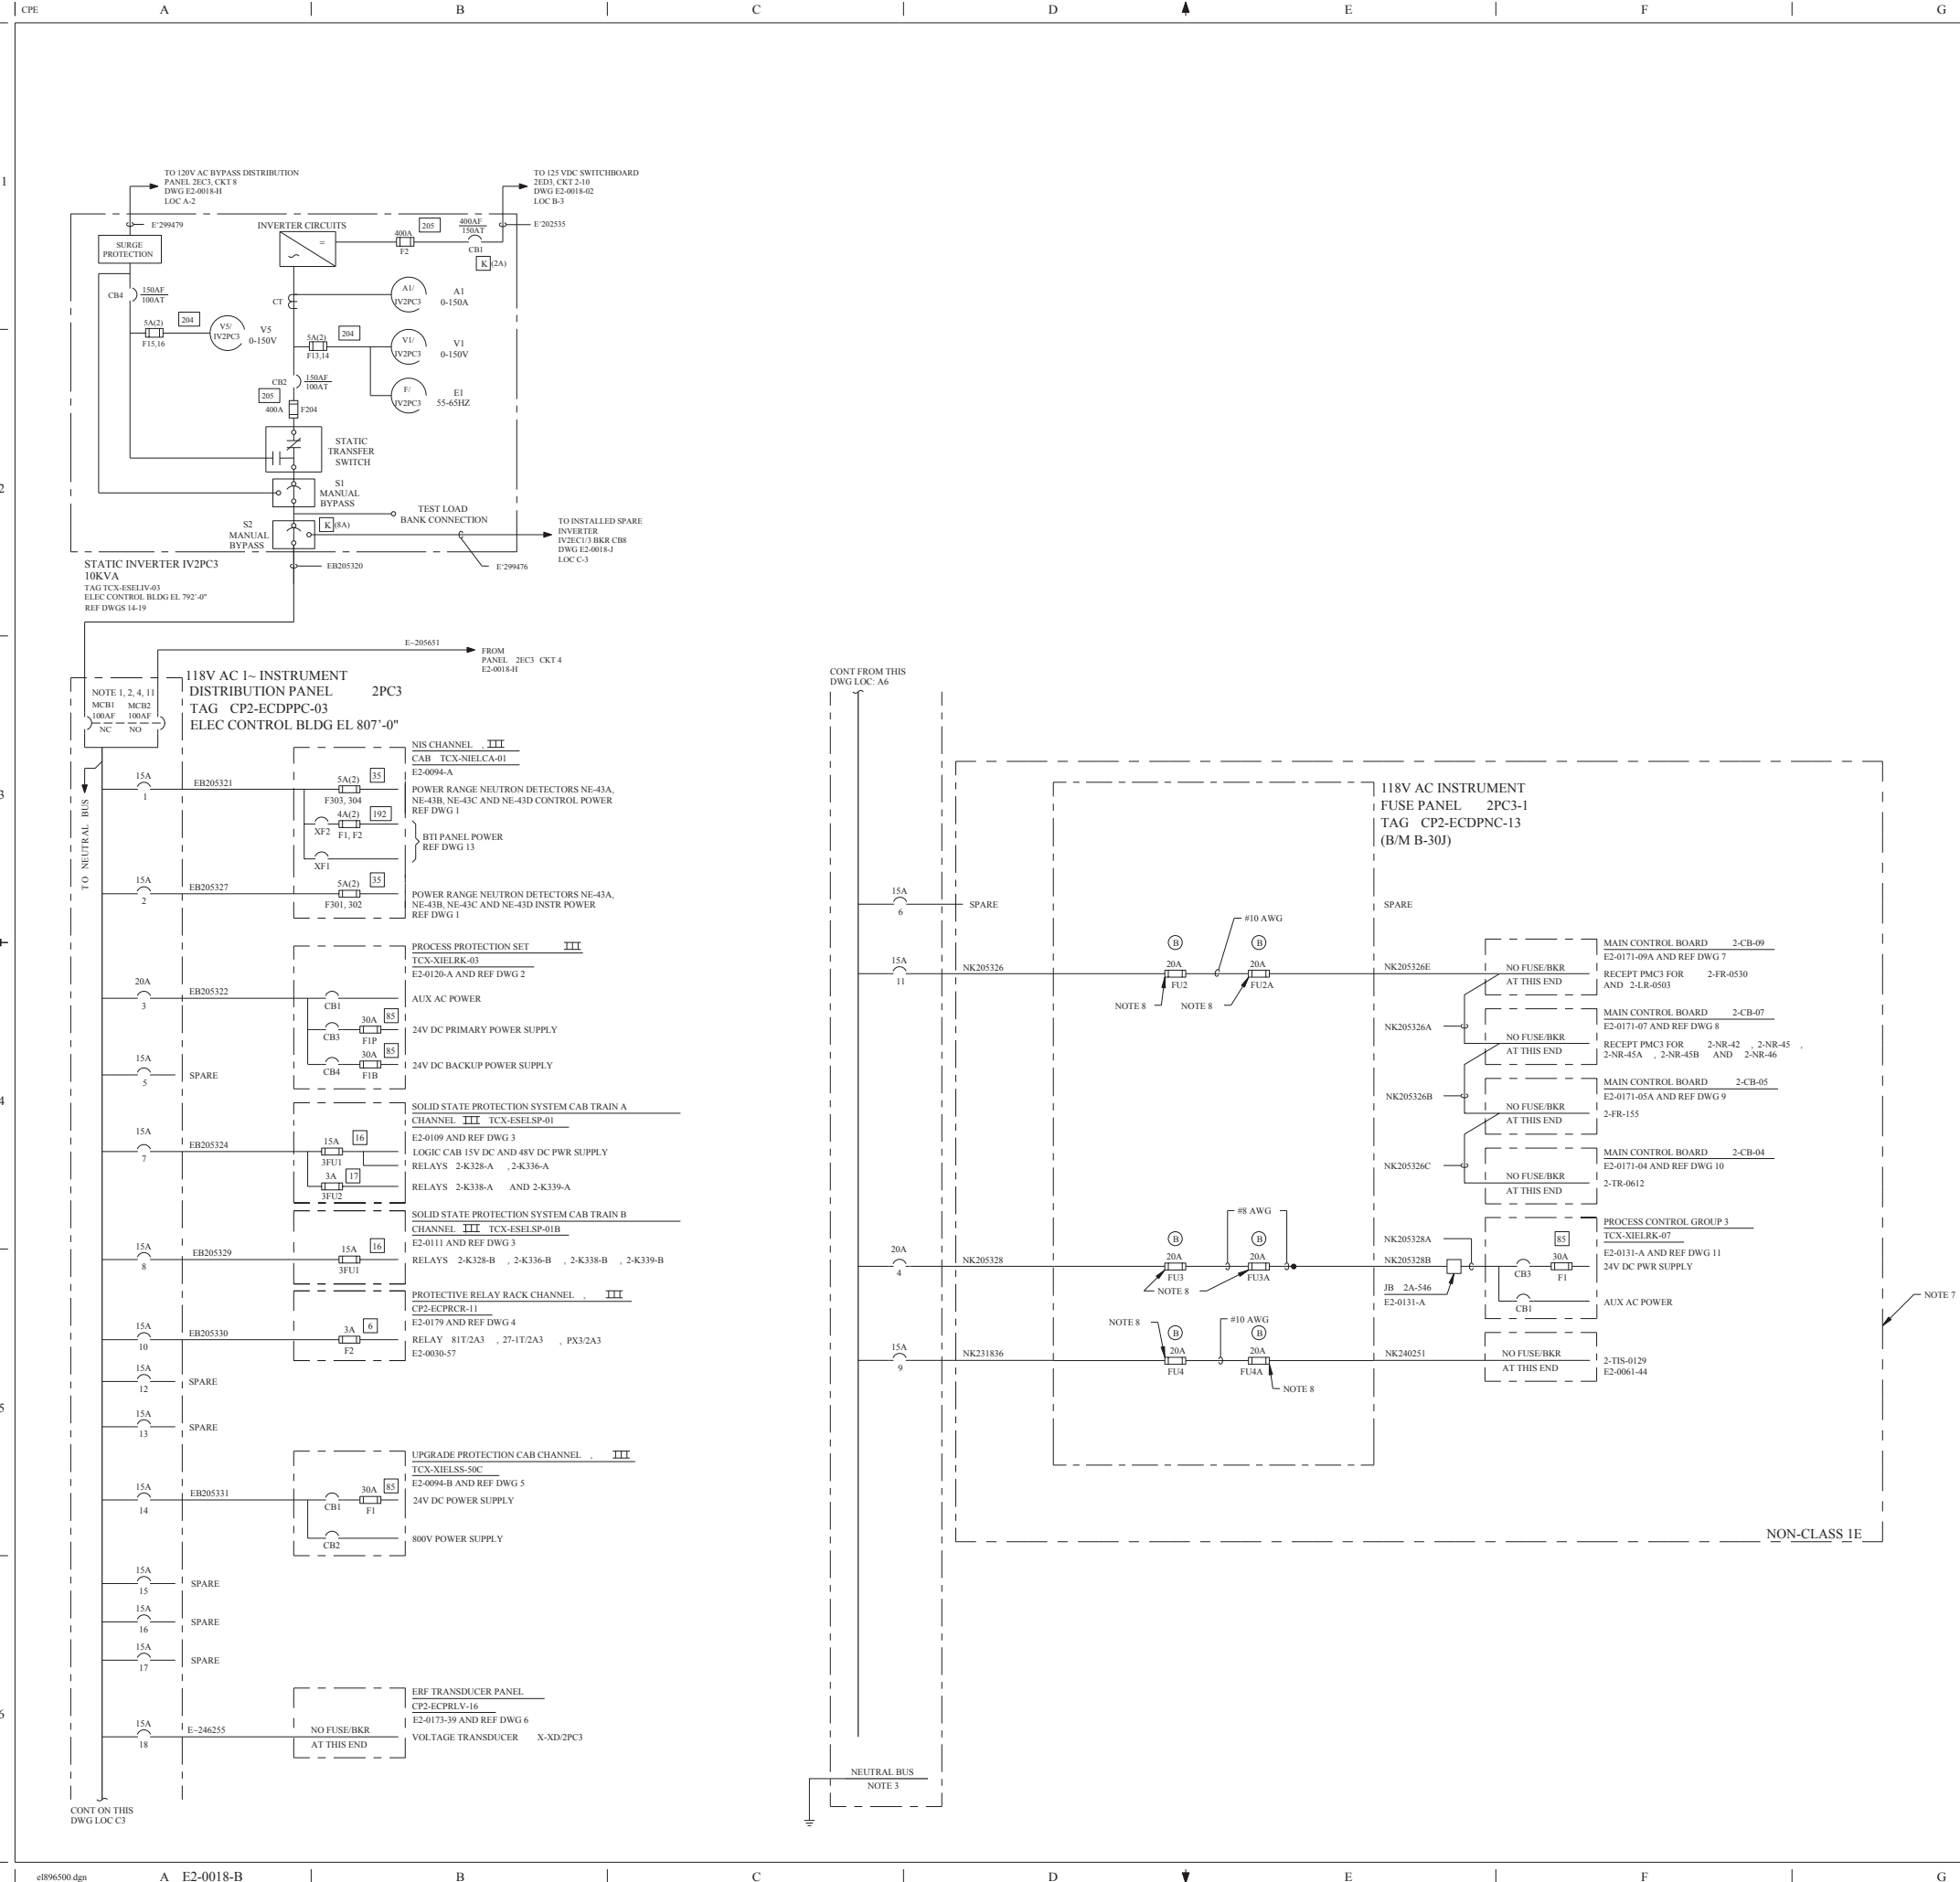 CPE A B C D E F G
1
TO 120V AC BYPASS DISTRIBUTION
PANEL 2EC3, CKT 8
DWG E2-0018-H
LOC A-2
TO 125 VDC SWITCHBOARD
2ED3, CKT 2-10
DWG E2-0018-02
LOC B-3
E'299479
SURGE
PROTECTION
INVERTER CIRCUITS
=
400A
F2
205
400AF
150AT
CB1
K (2A)
E'202535
CB4
150AF
100AT
CT
A1/
IV2PC3
A1
0-150A
5A(2)
F15,16
204
V5/
IV2PC3
V5
0-150V
5A(2)
F13,14
204
V1/
IV2PC3
V1
0-150V
CB2
150AF
100AT
F/
IV2PC3
E1
55-65HZ
205
400A F204
STATIC
TRANSFER
SWITCH
2
S1
MANUAL
BYPASS
TEST LOAD
BANK CONNECTION
S2
MANUAL
BYPASS
K (8A)
TO INSTALLED SPARE
INVERTER
IV2EC1/3 BKR CB8
DWG E2-0018-J
LOC C-3
EB205320
E'299476
STATIC INVERTER IV2PC3
10KVA
TAG TCX-ESELIV-03
ELEC CONTROL BLDG EL 792'-0"
REF DWGS 14-19
E~205651
FROM
PANEL 2EC3 CKT 4
E2-0018-H
118V AC 1~ INSTRUMENT
DISTRIBUTION PANEL 2PC3
TAG CP2-ECDPPC-03
ELEC CONTROL BLDG EL 807'-0"
NOTE 1, 2, 4, 11
MCB1 MCB2
100AF 100AF
NC NO
TO NEUTRAL BUS
3
NIS CHANNEL , III
CAB TCX-NIELCA-01
E2-0094-A
15A
1
EB205321
5A(2)
F303, 304
35
POWER RANGE NEUTRON DETECTORS NE-43A,
NE-43B, NE-43C AND NE-43D CONTROL POWER
REF DWG 1
XF2
4A(2)
F1, F2
192
BTI PANEL POWER
REF DWG 13
XF1
15A
2
EB205327
5A(2)
F301, 302
35
POWER RANGE NEUTRON DETECTORS NE-43A,
NE-43B, NE-43C AND NE-43D INSTR POWER
REF DWG 1
PROCESS PROTECTION SET III
TCX-XIELRK-03
E2-0120-A AND REF DWG 2
20A
3
EB205322
CB1
AUX AC POWER
CB3
30A
F1P
85
24V DC PRIMARY POWER SUPPLY
CB4
30A
F1B
85
24V DC BACKUP POWER SUPPLY
15A
5
SPARE
4
SOLID STATE PROTECTION SYSTEM CAB TRAIN A
CHANNEL III TCX-ESELSP-01
E2-0109 AND REF DWG 3
15A
7
EB205324
15A
3FU1
16
LOGIC CAB 15V DC AND 48V DC PWR SUPPLY
RELAYS 2-K328-A , 2-K336-A
3A
3FU2
17
RELAYS 2-K338-A AND 2-K339-A
SOLID STATE PROTECTION SYSTEM CAB TRAIN B
CHANNEL III TCX-ESELSP-01B
E2-0111 AND REF DWG 3
15A
8
EB205329
15A
3FU1
16
RELAYS 2-K328-B , 2-K336-B , 2-K338-B , 2-K339-B
PROTECTIVE RELAY RACK CHANNEL , III
CP2-ECPRCR-11
E2-0179 AND REF DWG 4
15A
10
EB205330
3A
F2
6
RELAY 81T/2A3 , 27-1T/2A3 , PX3/2A3
E2-0030-57
15A
12
SPARE
5
15A
13
SPARE
UPGRADE PROTECTION CAB CHANNEL , III
TCX-XIELSS-50C
E2-0094-B AND REF DWG 5
15A
14
EB205331
CB1
30A
F1
85
24V DC POWER SUPPLY
CB2
800V POWER SUPPLY
15A
15
SPARE
15A
16
SPARE
15A
17
SPARE
6
ERF TRANSDUCER PANEL
CP2-ECPRLV-16
E2-0173-39 AND REF DWG 6
15A
18
E~246255
NO FUSE/BKR
AT THIS END
VOLTAGE TRANSDUCER X-XD/2PC3
CONT ON THIS
DWG LOC C3
CONT FROM THIS
DWG LOC: A6
118V AC INSTRUMENT
FUSE PANEL 2PC3-1
TAG CP2-ECDPNC-13
(B/M B-30J)
15A
6
SPARE
SPARE
#10 AWG
15A
11
NK205326
B
20A
FU2
B
20A
FU2A
NOTE 8
NOTE 8
NK205326E
NO FUSE/BKR
AT THIS END
MAIN CONTROL BOARD 2-CB-09
E2-0171-09A AND REF DWG 7
RECEPT PMC3 FOR 2-FR-0530
AND 2-LR-0503
NK205326A
NO FUSE/BKR
AT THIS END
MAIN CONTROL BOARD 2-CB-07
E2-0171-07 AND REF DWG 8
RECEPT PMC3 FOR 2-NR-42 , 2-NR-45 ,
2-NR-45A , 2-NR-45B AND 2-NR-46
NK205326B
NO FUSE/BKR
AT THIS END
MAIN CONTROL BOARD 2-CB-05
E2-0171-05A AND REF DWG 9
2-FR-155
NK205326C
NO FUSE/BKR
AT THIS END
MAIN CONTROL BOARD 2-CB-04
E2-0171-04 AND REF DWG 10
2-TR-0612
#8 AWG
20A
4
NK205328
B
20A
FU3
B
20A
FU3A
NOTE 8
NK205328A
NK205328B
JB 2A-546
E2-0131-A
PROCESS CONTROL GROUP 3
TCX-XIELRK-07
E2-0131-A AND REF DWG 11
CB3
85
30A
F1
24V DC PWR SUPPLY
CB1
AUX AC POWER
NOTE 7
NOTE 8
#10 AWG
15A
9
NK231836
B
20A
FU4
B
20A
FU4A
NOTE 8
NK240251
NO FUSE/BKR
AT THIS END
2-TIS-0129
E2-0061-44
NON-CLASS 1E
NEUTRAL BUS
NOTE 3
el896500.dgn A E2-0018-B B C D E F G